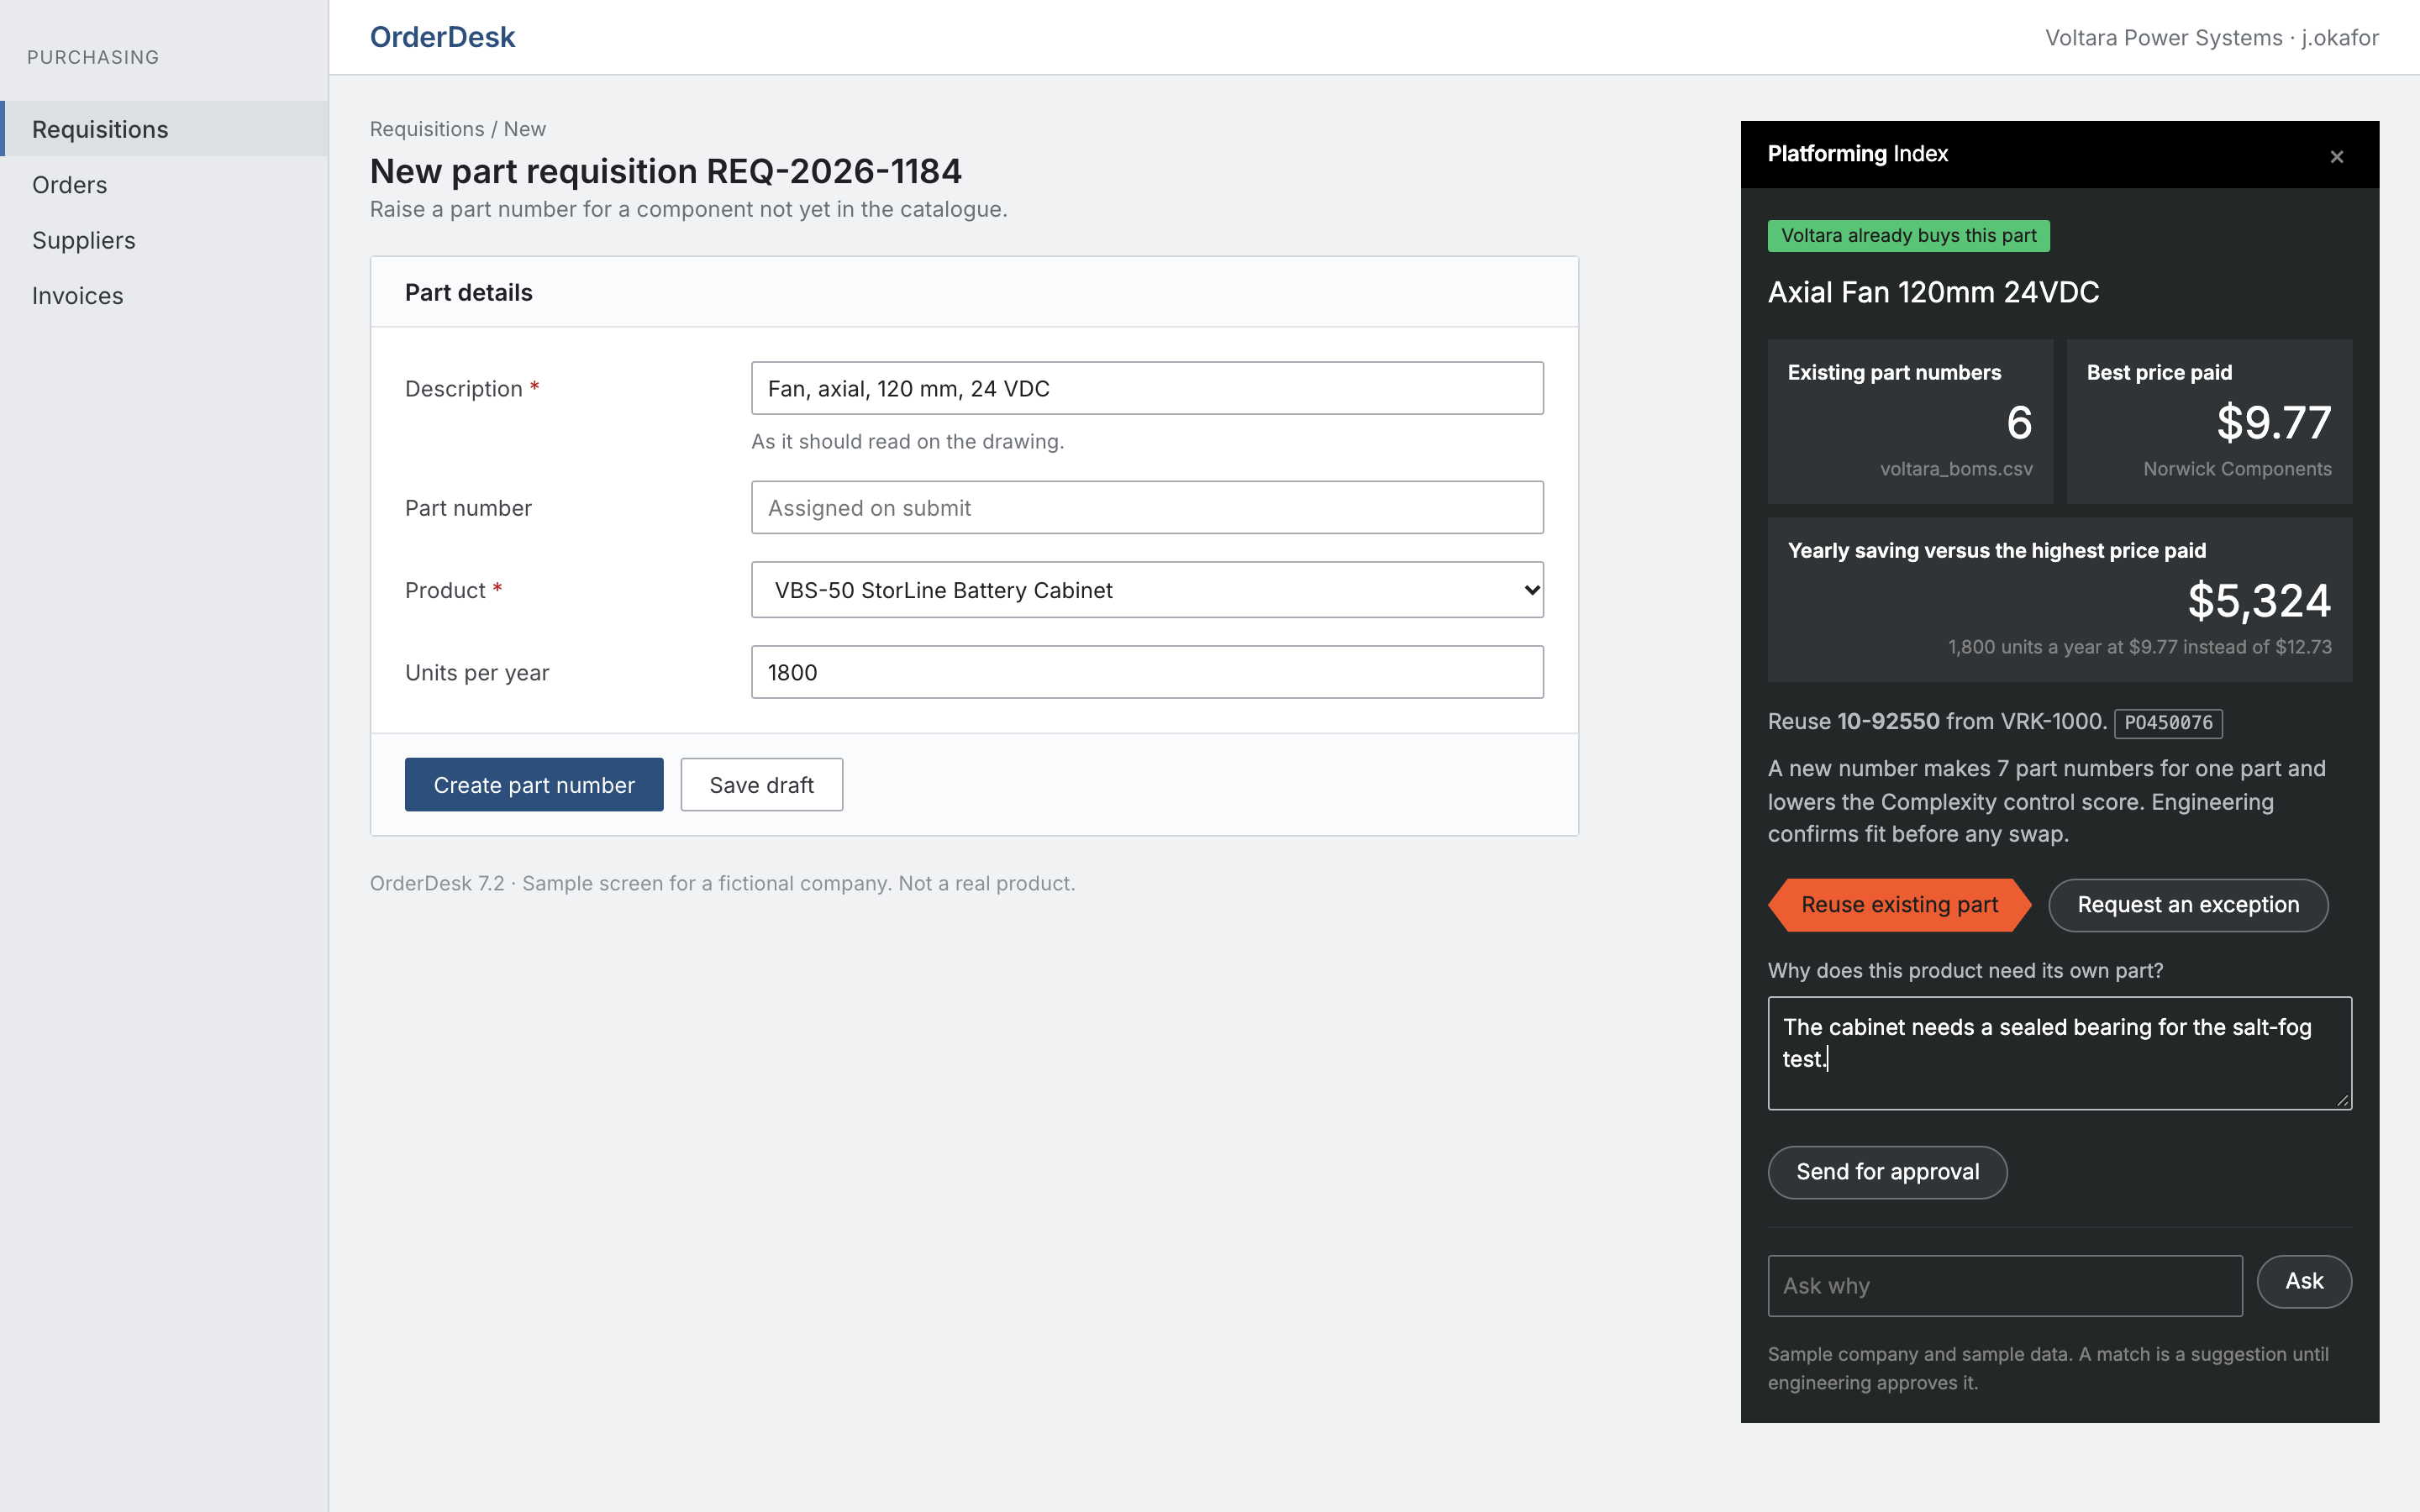 PURCHASING
Requisitions
Orders
Suppliers
Invoices
OrderDesk
Voltara Power Systems · j.okafor
Requisitions / New
New part requisition REQ-2026-1184
Raise a part number for a component not yet in the catalogue.
Part details
Description *
Fan, axial, 120 mm, 24 VDC
As it should read on the drawing.
Part number
Assigned on submit
Product *
VBS-50 StorLine Battery Cabinet
Units per year
1800
Create part number
Save draft
OrderDesk 7.2 · Sample screen for a fictional company. Not a real product.
Platforming Index
×
Voltara already buys this part
Axial Fan 120mm 24VDC
Existing part numbers
6
voltara_boms.csv
Best price paid
$9.77
Norwick Components
Yearly saving versus the highest price paid
$5,324
1,800 units a year at $9.77 instead of $12.73
Reuse 10-92550 from VRK-1000. PO450076
A new number makes 7 part numbers for one part and
lowers the Complexity control score. Engineering
confirms fit before any swap.
Reuse existing part
Request an exception
Why does this product need its own part?
The cabinet needs a sealed bearing for the salt-fog
test.
Send for approval
Ask why
Ask
Sample company and sample data. A match is a suggestion until
engineering approves it.